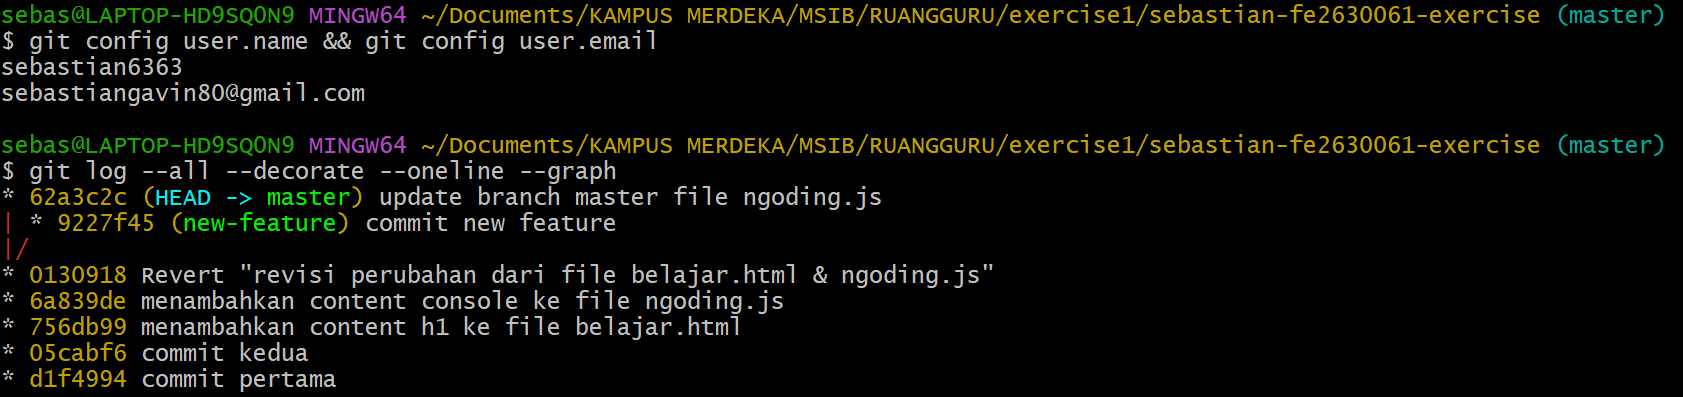 sebas@LAPTOP-HD9SQ0N9 MINGW64 ~/Documents/KAMPUS MERDEKA/MSIB/RUANGGURU/exercise1/sebastian-fe2630061-exercise (master)
$ git config user.name && git config user.email
sebastian6363
sebastiangavin80@gmail.com
sebas@LAPTOP-HD9SQ0N9 MINGW64 ~/Documents/KAMPUS MERDEKA/MSIB/RUANGGURU/exercise1/sebastian-fe2630061-exercise (master)
$ git log --all --decorate --oneline --graph
* 62a3c2c (HEAD -> master) update branch master file ngoding.js
| * 9227f45 (new-feature) commit new feature
|/
* 0130918 Revert "revisi perubahan dari file belajar.html & ngoding.js"
* 6a839de menambahkan content console ke file ngoding.js
* 756db99 menambahkan content h1 ke file belajar.html
* 05cabf6 commit kedua
* d1f4994 commit pertama